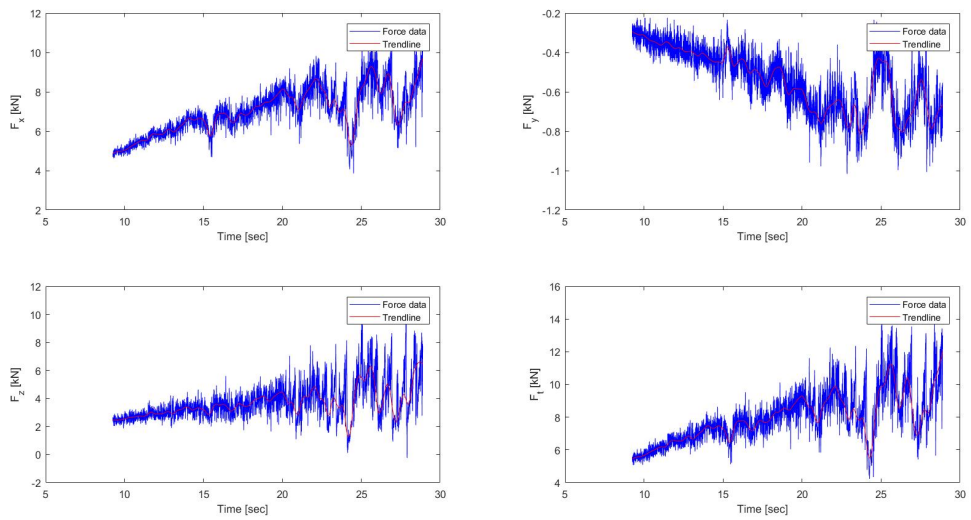 12
10
8
6
4
2
F_x [kN]
Force data
Trendline
5 10 15 20 25 30
Time [sec]
-0.2
-0.4
-0.6
-0.8
-1
-1.2
F_y [kN]
Force data
Trendline
5 10 15 20 25 30
Time [sec]
12
10
8
6
4
2
0
-2
F_z [kN]
Force data
Trendline
5 10 15 20 25 30
Time [sec]
16
14
12
10
8
6
4
F_t [kN]
Force data
Trendline
5 10 15 20 25 30
Time [sec]